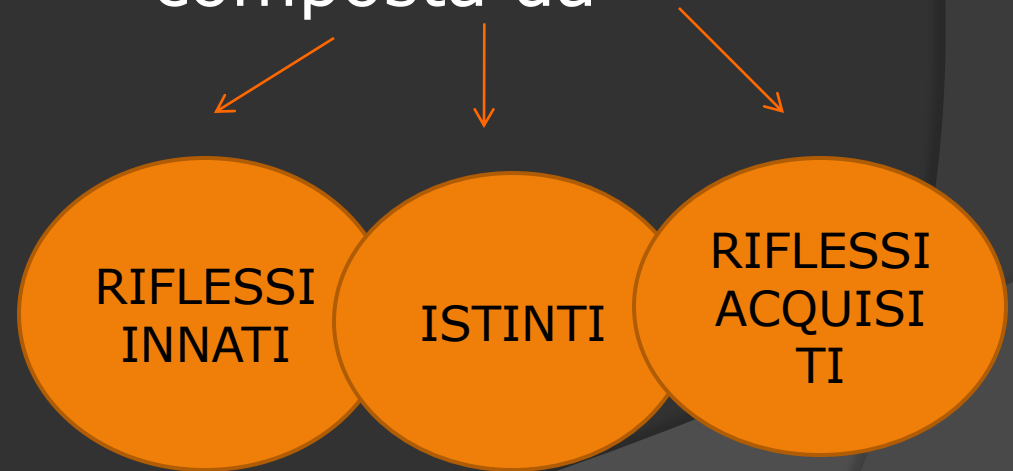 composta da
RIFLESSI
INNATI
ISTINTI
RIFLESSI
ACQUISI
TI